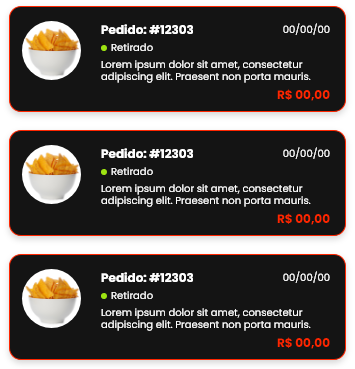 Pedido: #12303
00/00/00
Retirado
Lorem ipsum dolor sit amet, consectetur
adipiscing elit. Praesent non porta mauris.
R$ 00,00
Pedido: #12303
00/00/00
Retirado
Lorem ipsum dolor sit amet, consectetur
adipiscing elit. Praesent non porta mauris.
R$ 00,00
Pedido: #12303
00/00/00
Retirado
Lorem ipsum dolor sit amet, consectetur
adipiscing elit. Praesent non porta mauris.
R$ 00,00